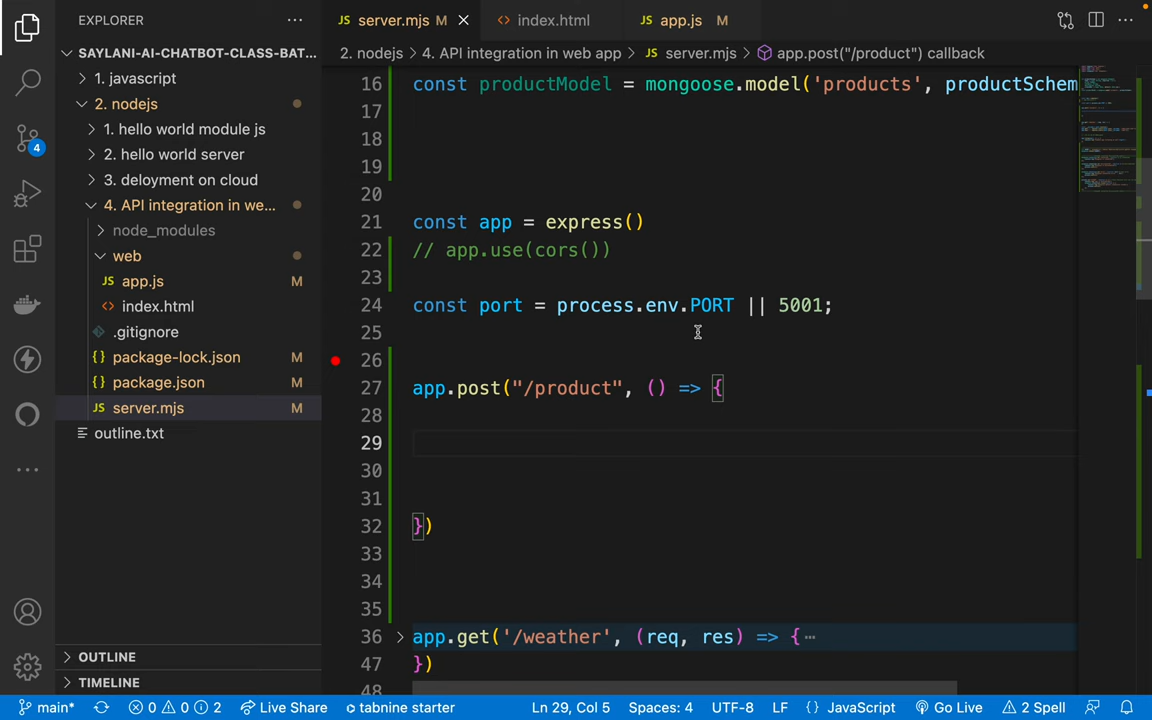 EXPLORER
server.mjs M
index.html
app.js M
SAYLANI-AI-CHATBOT-CLASS-BAT...
1. javascript
2. nodejs
1. hello world module js
2. hello world server
3. deloyment on cloud
4. API integration in we...
node_modules
web
app.js M
index.html
.gitignore
package-lock.json M
package.json M
server.mjs M
outline.txt
OUTLINE
TIMELINE
4
2. nodejs > 4. API integration in web app > JS server.mjs > app.post("/product") callback
16 const productModel = mongoose.model('products', productSchem
17
18
19
20
21 const app = express()
22 // app.use(cors())
23
24 const port = process.env.PORT || 5001;
25
26
27 app.post("/product", () => {
28
29
30
31
32 })
33
34
35
36 app.get('/weather', (req, res) => { ⋯
47 })
48
main* 0 0 2 Live Share tabnine starter Ln 29, Col 5 Spaces: 4 UTF-8 LF {} JavaScript Go Live 2 Spell